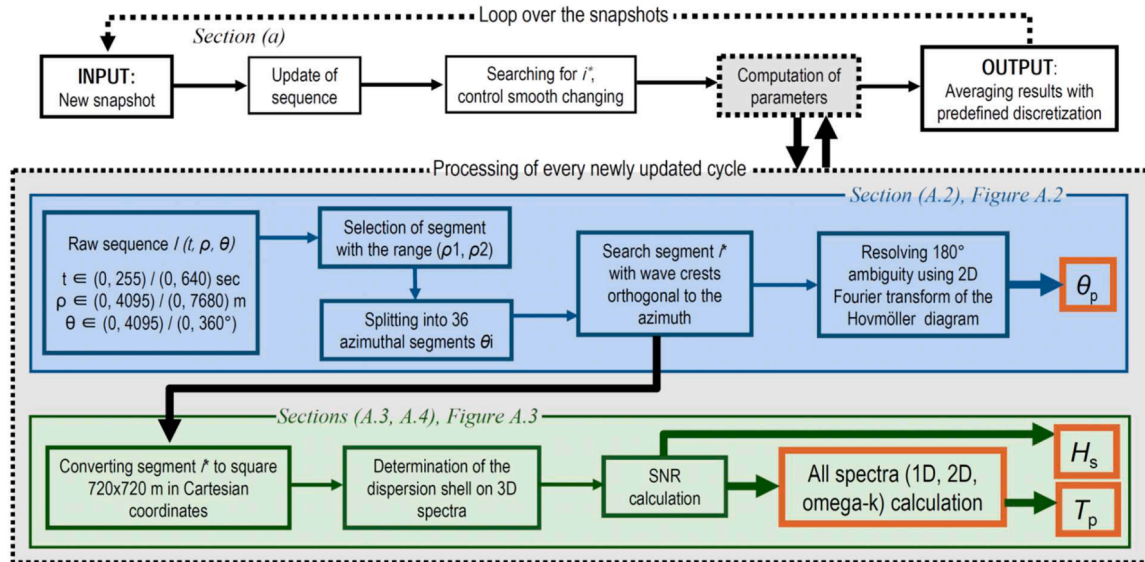 Loop over the snapshots
Section (a)
INPUT:
New snapshot
Update of
sequence
Searching for i*,
control smooth changing
Computation of
parameters
OUTPUT:
Averaging results with
predefined discretization
Processing of every newly updated cycle
Section (A.2), Figure A.2
Raw sequence I (t, ρ, θ)
t ∈ (0, 255) / (0, 640) sec
ρ ∈ (0, 4095) / (0, 7680) m
θ ∈ (0, 4095) / (0, 360°)
Selection of segment
with the range (ρ1, ρ2)
Splitting into 36
azimuthal segments θi
Search segment i*
with wave crests
orthogonal to the
azimuth
Resolving 180°
ambiguity using 2D
Fourier transform of the
Hovmöller diagram
θp
Sections (A.3, A.4), Figure A.3
Converting segment i* to square
720x720 m in Cartesian
coordinates
Determination of the
dispersion shell on 3D
spectra
SNR
calculation
All spectra (1D, 2D,
omega-k) calculation
Hs
Tp